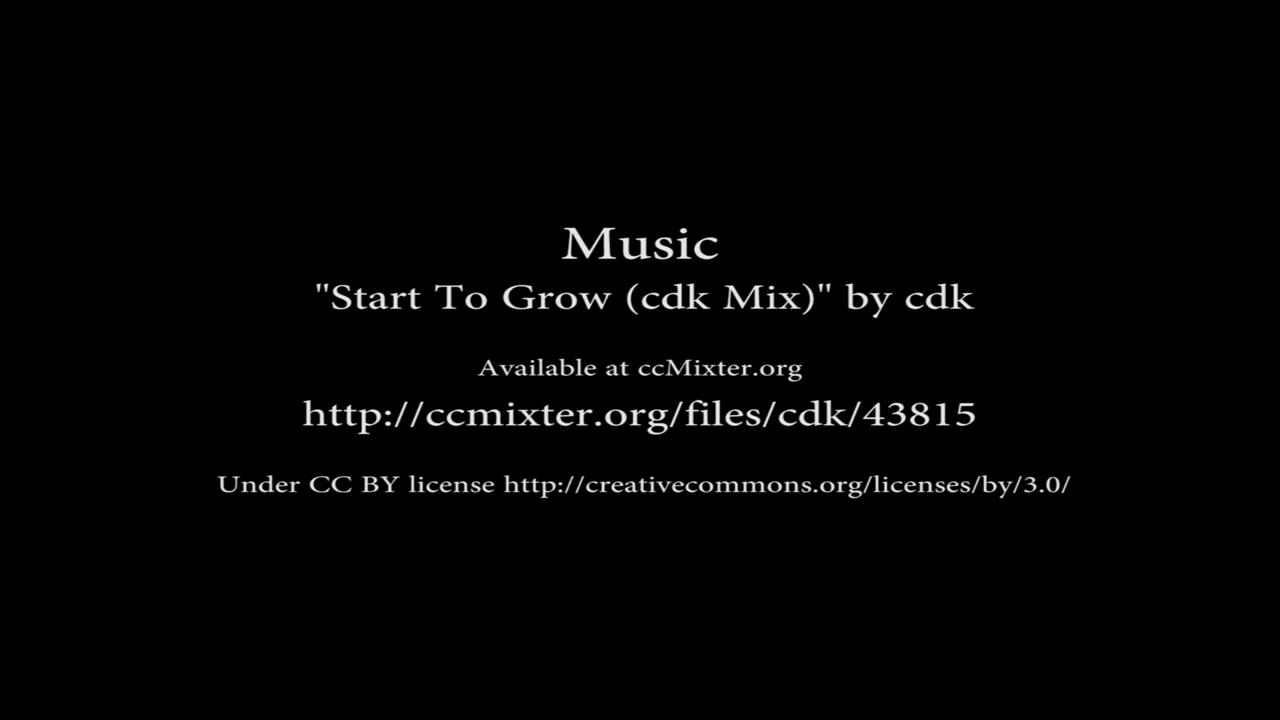 Music
"Start To Grow (cdk Mix)" by cdk
Available at ccMixter.org
http://ccmixter.org/files/cdk/43815
Under CC BY license http://creativecommons.org/licenses/by/3.0/